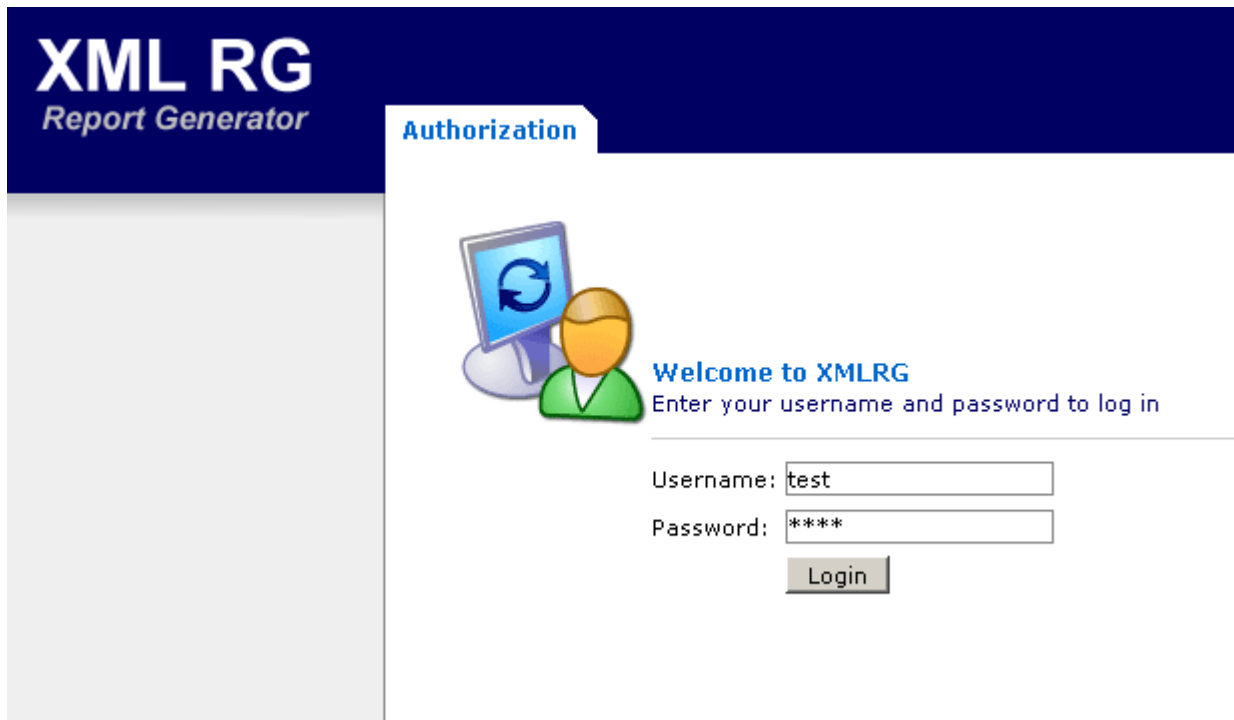 XML RG
Report Generator
Authorization
Welcome to XMLRG
Enter your username and password to log in
Username: test
Password: ****
Login